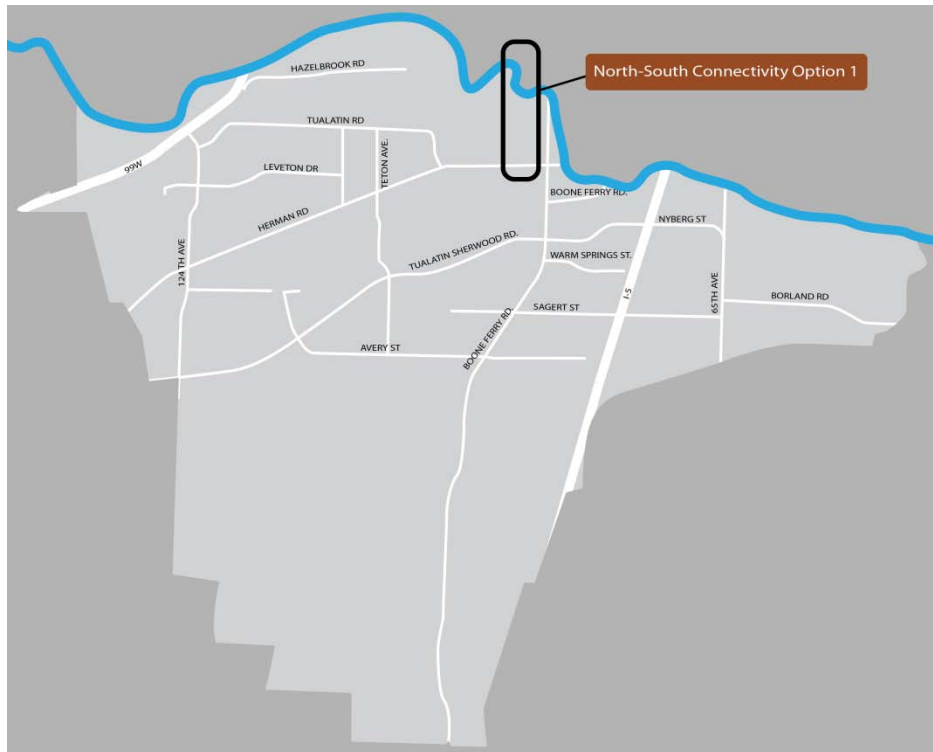 HAZELBROOK RD
North-South Connectivity Option 1
TUALATIN RD
99W
LEVETON DR
TETON AVE.
BOONE FERRY RD.
HERMAN RD
NYBERG ST
124 TH AVE
TUALATIN SHERWOOD RD.
WARM SPRINGS ST.
I-5
65TH AVE
BORLAND RD
SAGERT ST
BOONE FERRY RD.
AVERY ST